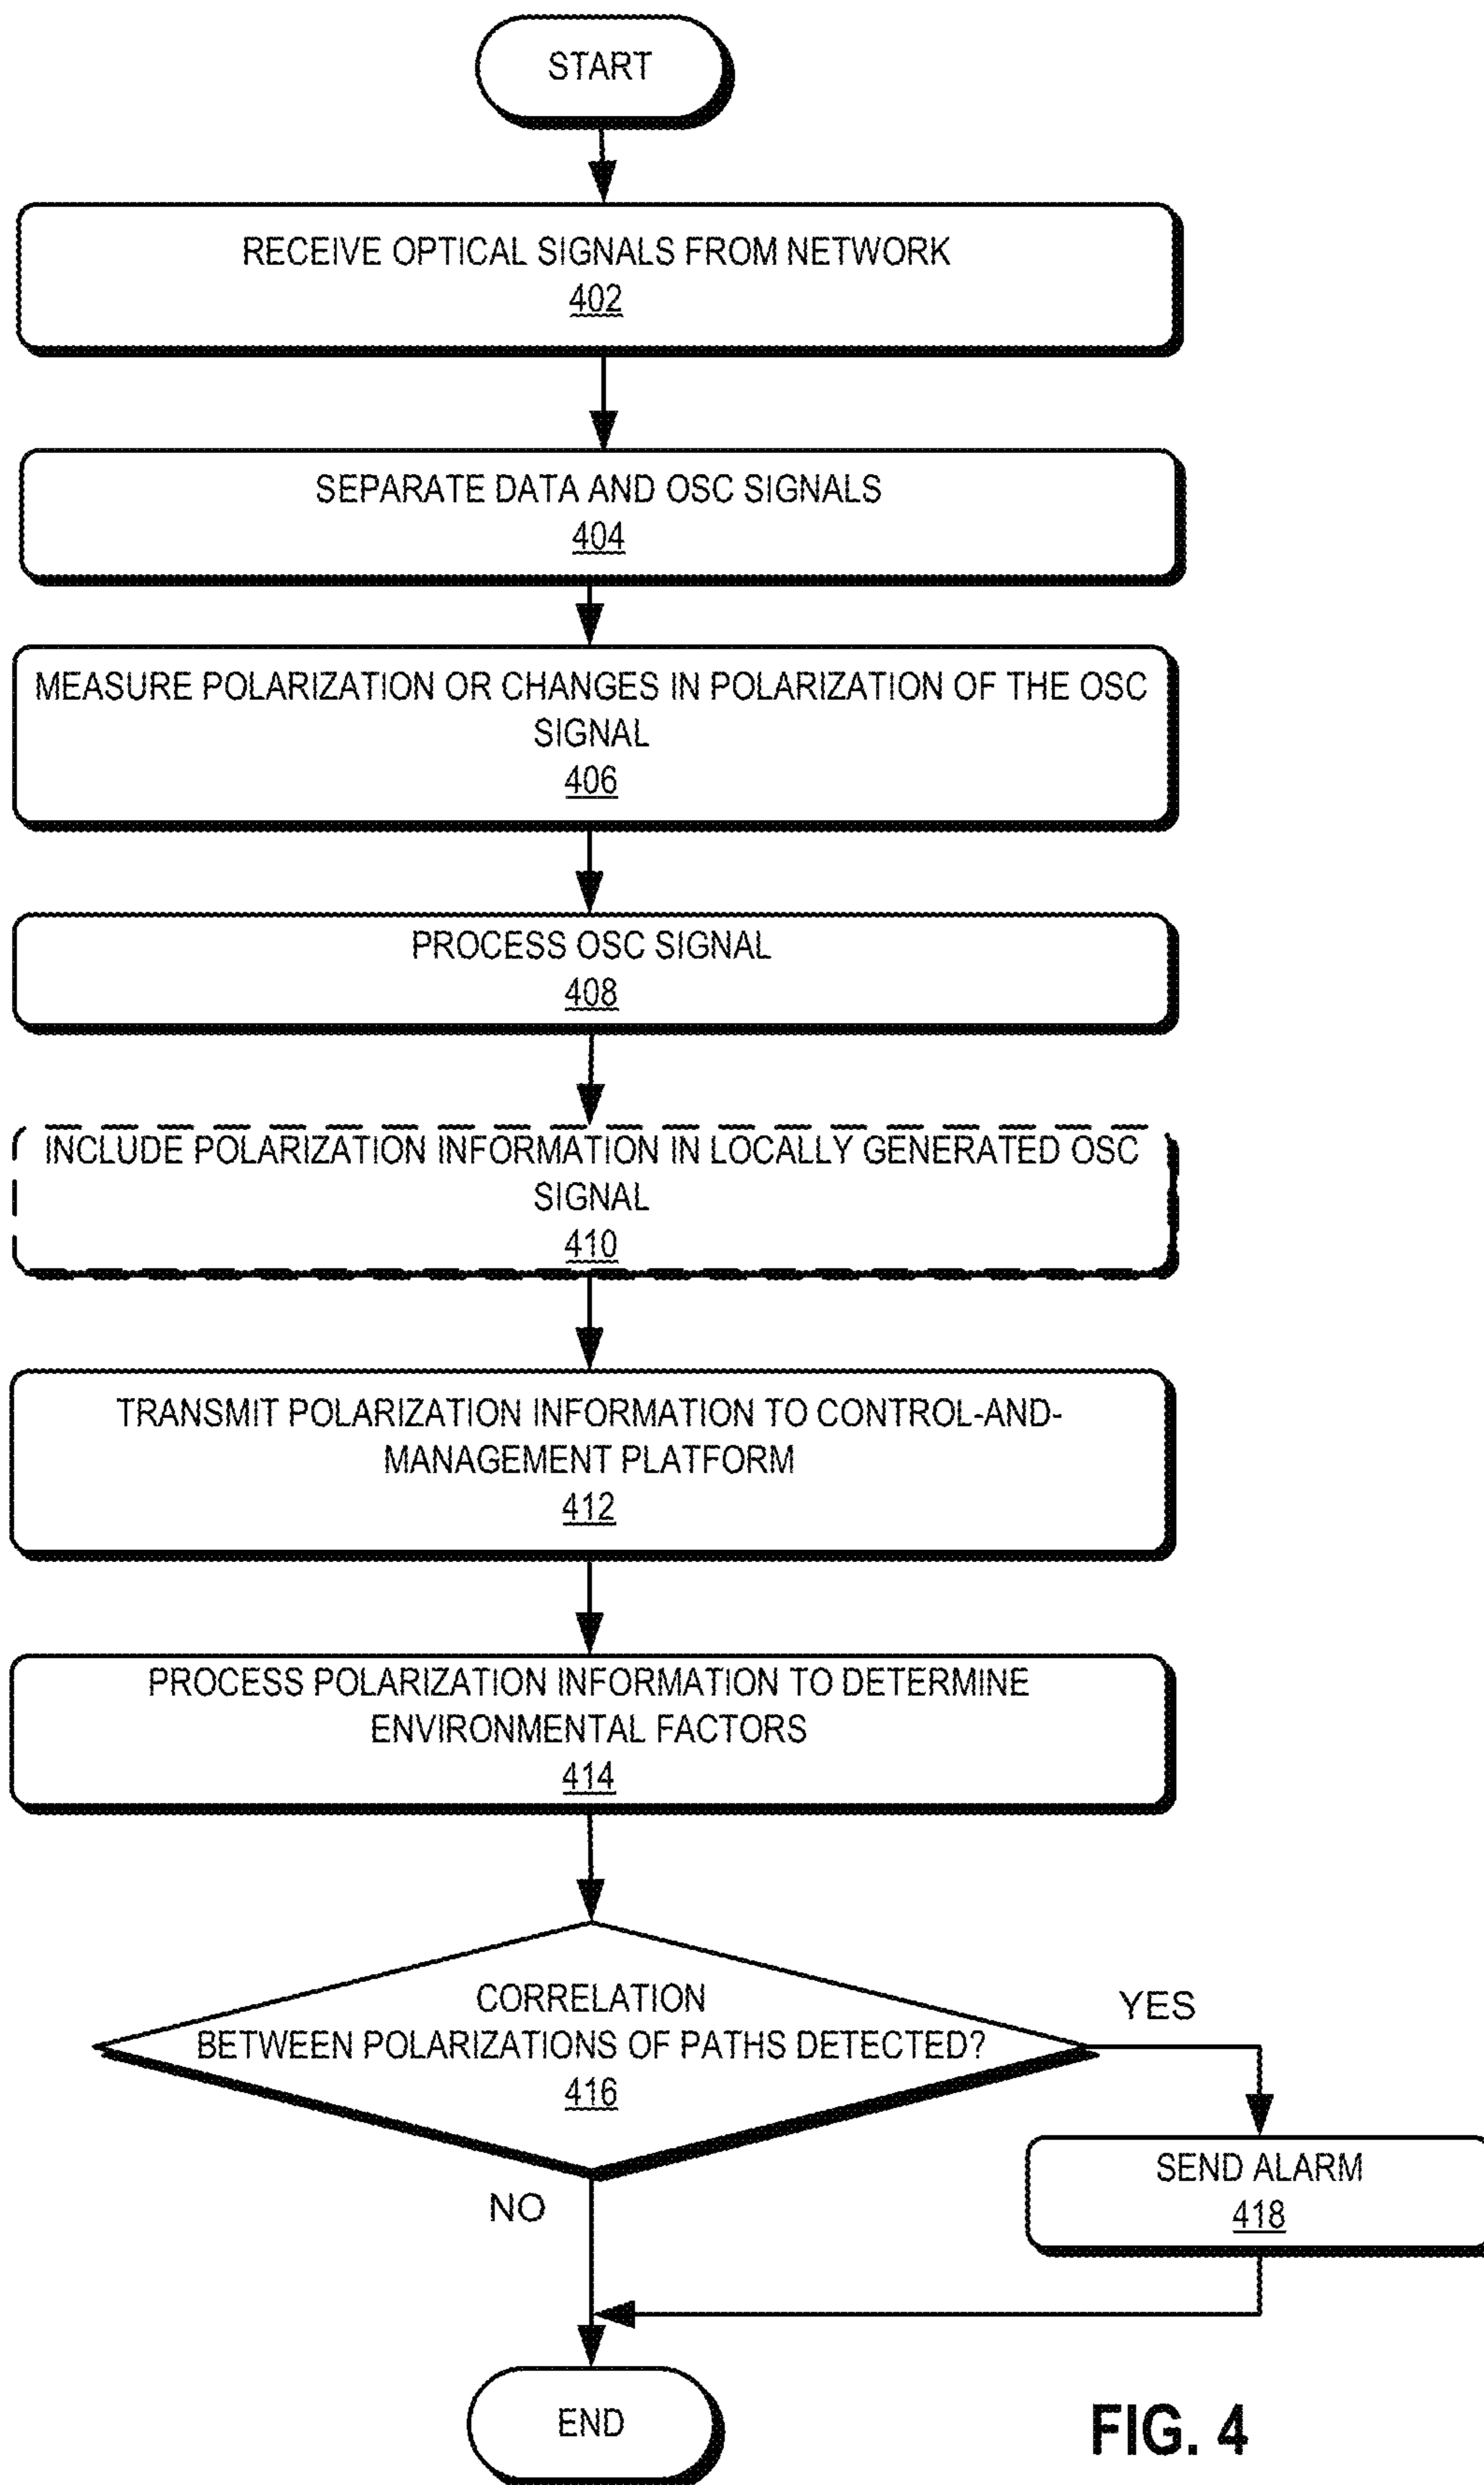 START
RECEIVE OPTICAL SIGNALS FROM NETWORK
402
SEPARATE DATA AND OSC SIGNALS
404
MEASURE POLARIZATION OR CHANGES IN POLARIZATION OF THE OSC
SIGNAL
406
PROCESS OSC SIGNAL
408
INCLUDE POLARIZATION INFORMATION IN LOCALLY GENERATED OSC
SIGNAL
410
TRANSMIT POLARIZATION INFORMATION TO CONTROL-AND-
MANAGEMENT PLATFORM
412
PROCESS POLARIZATION INFORMATION TO DETERMINE
ENVIRONMENTAL FACTORS
414
CORRELATION
BETWEEN POLARIZATIONS OF PATHS DETECTED?
416
YES
SEND ALARM
418
NO
END
FIG. 4